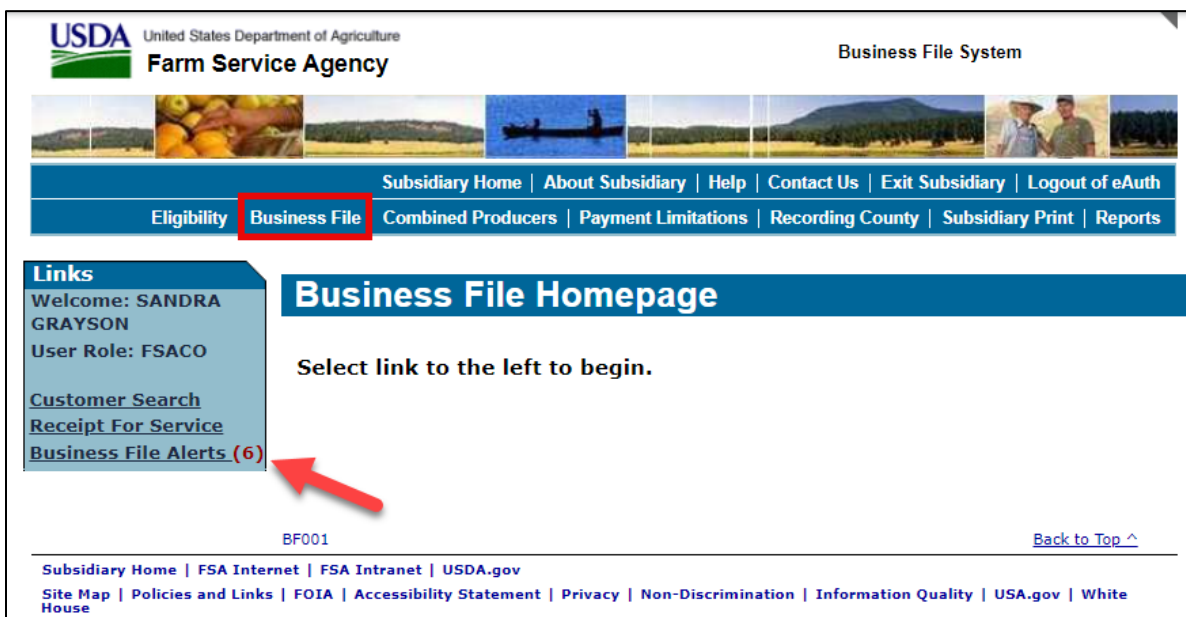 USDA United States Department of Agriculture
Farm Service Agency
Business File System
Subsidiary Home | About Subsidiary | Help | Contact Us | Exit Subsidiary | Logout of eAuth
Eligibility Business File Combined Producers | Payment Limitations | Recording County | Subsidiary Print | Reports
Links
Welcome: SANDRA
GRAYSON
User Role: FSACO
Customer Search
Receipt For Service
Business File Alerts (6)
Business File Homepage
Select link to the left to begin.
BF001
Back to Top ^
Subsidiary Home | FSA Internet | FSA Intranet | USDA.gov
Site Map | Policies and Links | FOIA | Accessibility Statement | Privacy | Non-Discrimination | Information Quality | USA.gov | White
House